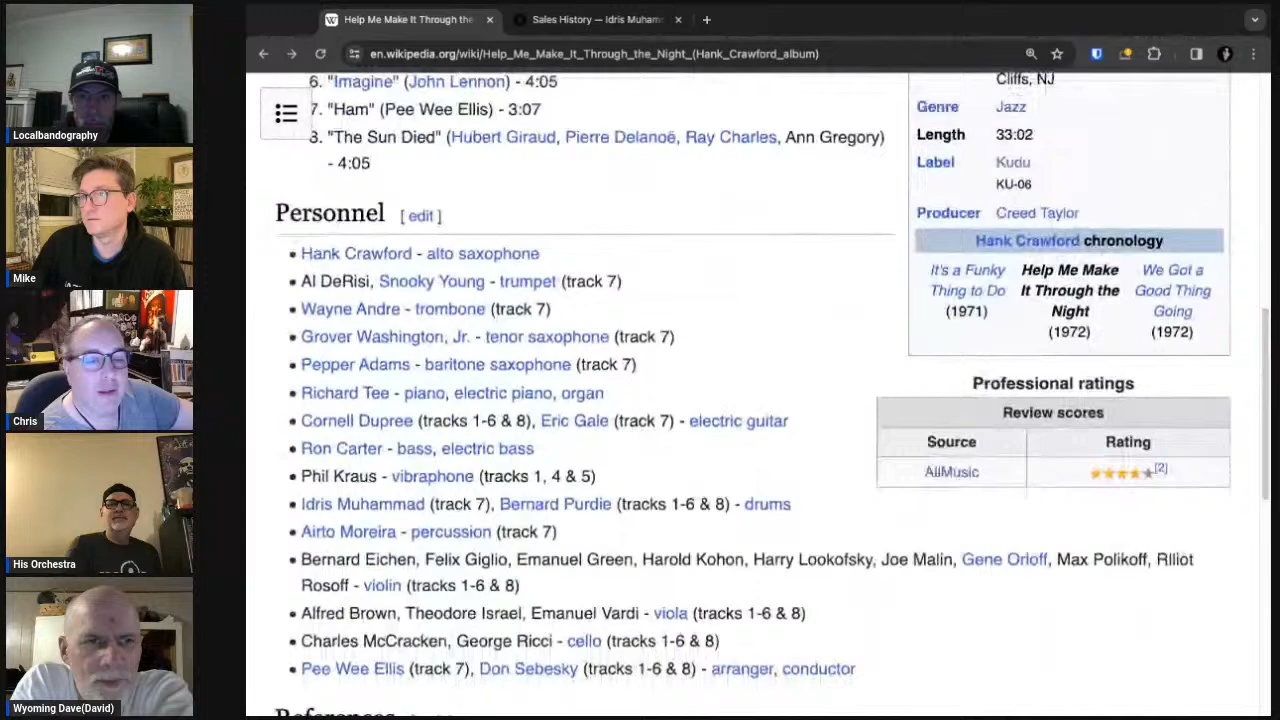 Help Me Make It Through the
Sales History — Idris Muham
en.wikipedia.org/wiki/Help_Me_Make_It_Through_the_Night_(Hank_Crawford_album)
6. "Imagine" (John Lennon) - 4:05
7. "Ham" (Pee Wee Ellis) - 3:07
8. "The Sun Died" (Hubert Giraud, Pierre Delanoë, Ray Charles, Ann Gregory)
- 4:05
Personnel [ edit ]
• Hank Crawford - alto saxophone
• Al DeRisi, Snooky Young - trumpet (track 7)
• Wayne Andre - trombone (track 7)
• Grover Washington, Jr. - tenor saxophone (track 7)
• Pepper Adams - baritone saxophone (track 7)
• Richard Tee - piano, electric piano, organ
• Cornell Dupree (tracks 1-6 & 8), Eric Gale (track 7) - electric guitar
• Ron Carter - bass, electric bass
• Phil Kraus - vibraphone (tracks 1, 4 & 5)
• Idris Muhammad (track 7), Bernard Purdie (tracks 1-6 & 8) - drums
• Airto Moreira - percussion (track 7)
• Bernard Eichen, Felix Giglio, Emanuel Green, Harold Kohon, Harry Lookofsky, Joe Malin, Gene Orloff, Max Polikoff, Rlliot
Rosoff - violin (tracks 1-6 & 8)
• Alfred Brown, Theodore Israel, Emanuel Vardi - viola (tracks 1-6 & 8)
• Charles McCracken, George Ricci - cello (tracks 1-6 & 8)
• Pee Wee Ellis (track 7), Don Sebesky (tracks 1-6 & 8) - arranger, conductor
References
Cliffs, NJ
Genre Jazz
Length 33:02
Label Kudu
KU-06
Producer Creed Taylor
Hank Crawford chronology
It's a Funky
Thing to Do
(1971)
Help Me Make
It Through the
Night
(1972)
We Got a
Good Thing
Going
(1972)
Professional ratings
Review scores
Source Rating
AllMusic [2]
Localbandography
Mike
Chris
His Orchestra
Wyoming Dave(David)